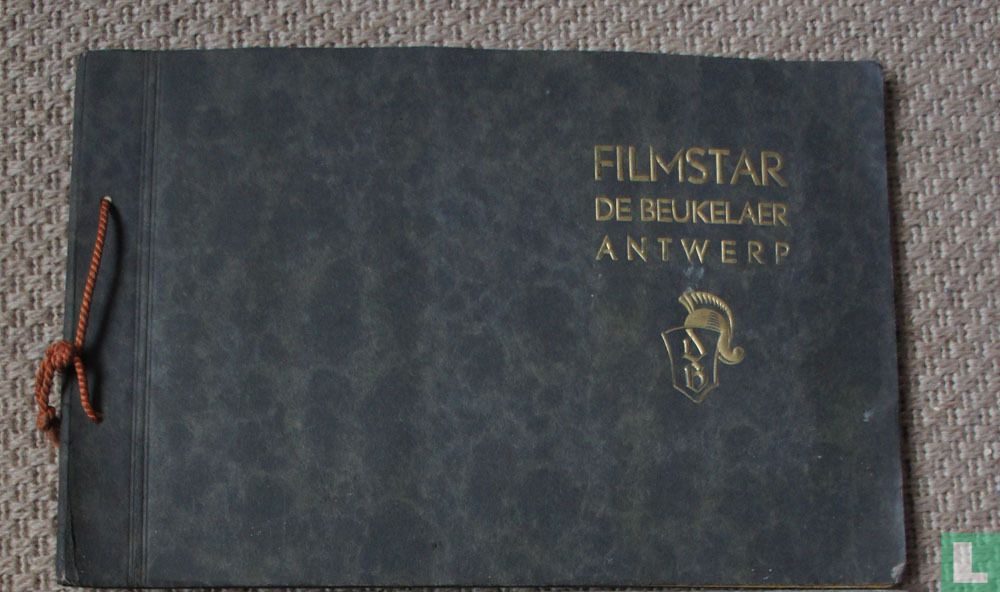 FILMSTAR
DE BEUKELAER
ANTWERP
D
B
L